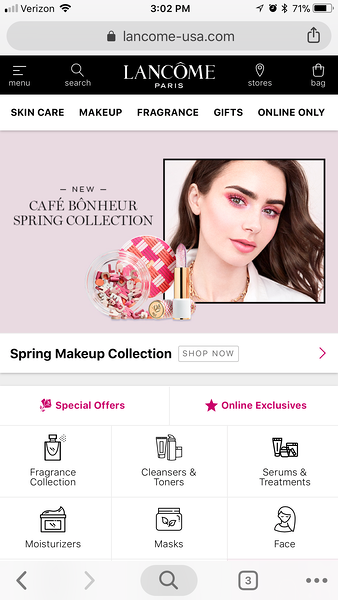 Verizon 3:02 PM 71%
lancome-usa.com
menu search LANCÔME PARIS stores bag
SKIN CARE MAKEUP FRAGRANCE GIFTS ONLINE ONLY
— NEW —
CAFÉ BÔNHEUR
SPRING COLLECTION
Spring Makeup Collection SHOP NOW
Special Offers Online Exclusives
Fragrance
Collection
Cleansers &
Toners
Serums &
Treatments
Moisturizers Masks Face
3